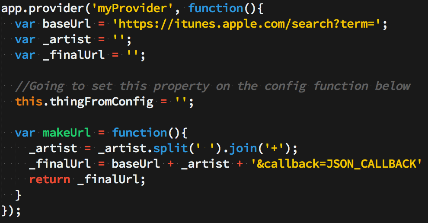 app.provider('myProvider', function(){
  var baseUrl = 'https://itunes.apple.com/search?term=';
  var _artist = '';
  var _finalUrl = '';

  //Going to set this property on the config function below
  this.thingFromConfig = '';

  var makeUrl = function(){
    _artist = _artist.split(' ').join('+');
    _finalUrl = baseUrl + _artist + '&callback=JSON_CALLBACK'
    return _finalUrl;
  }
});